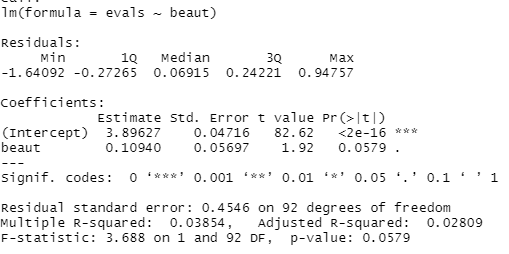 lm(formula = evals ~ beaut)
Residuals:
Min 1Q Median 3Q Max
-1.64092 -0.27265 0.06915 0.24221 0.94757
Coefficients:
Estimate Std. Error t value Pr(>|t|)
(Intercept) 3.89627 0.04716 82.62 <2e-16 ***
beaut 0.10940 0.05697 1.92 0.0579 .
---
Signif. codes: 0 ‘***’ 0.001 ‘**’ 0.01 ‘*’ 0.05 ‘.’ 0.1 ‘ ’ 1
Residual standard error: 0.4546 on 92 degrees of freedom
Multiple R-squared: 0.03854, Adjusted R-squared: 0.02809
F-statistic: 3.688 on 1 and 92 DF, p-value: 0.0579